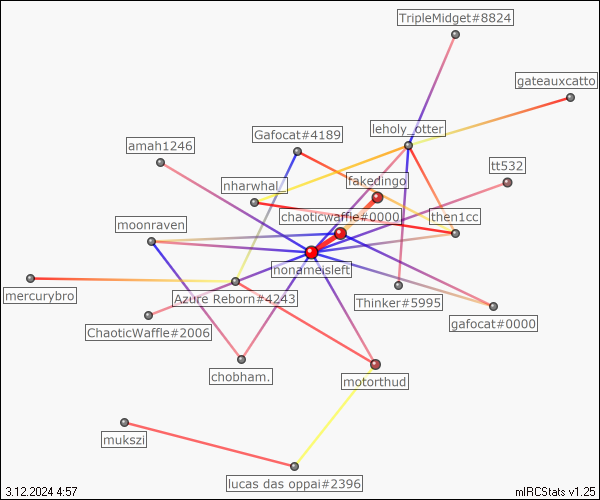 TripleMidget#8824
gateauxcatto
leholy_otter
Gafocat#4189
amah1246
tt532
fakedingo
nharwhal_
chaoticwaffle#0000
then1cc
moonraven
nonameisleft
mercurybro
Azure Reborn#4243
Thinker#5995
gafocat#0000
ChaoticWaffle#2006
chobham.
motorthud
mukszi
lucas das oppai#2396
3.12.2024 4:57
mIRCStats v1.25